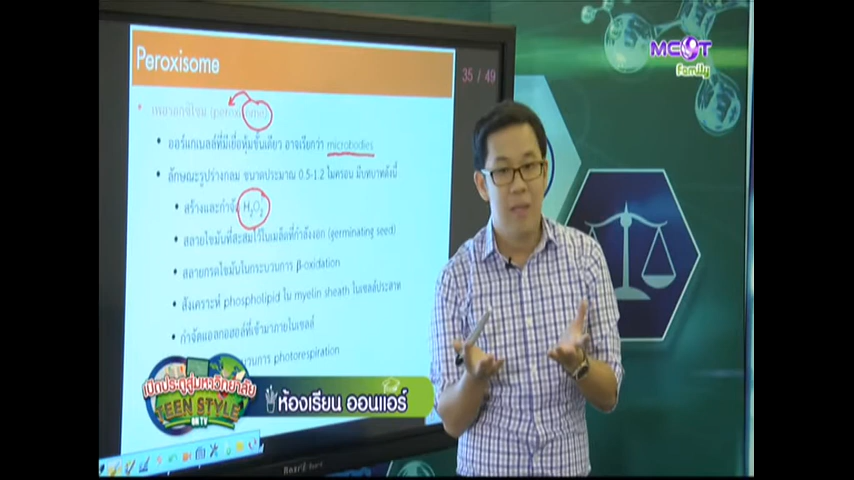 Peroxisome
35 / 49
MCOT
Family
เพอรอกซิโซม (peroxisome)
ออร์แกเนลล์ที่มีเยื่อหุ้มชั้นเดียว อาจเรียกว่า microbodies
ลักษณะรูปร่างกลม ขนาดประมาณ 0.5-1.2 ไมครอน มีบทบาทดังนี้
สร้างและกำจัด H2O2
สลายไขมันที่สะสมไว้ในเมล็ดที่กำลังงอก (germinating seed)
สลายกรดไขมันในกระบวนการ β-oxidation
สังเคราะห์ phospholipid ใน myelin sheath ในเซลล์ประสาท
กำจัดแอลกอฮอล์ที่เข้ามาภายในเซลล์
บวนการ photorespiration
เปิดประตูสู่มหาวิทยาลัย
TEEN STYLE
ON TV
ห้องเรียน ออนแอร์